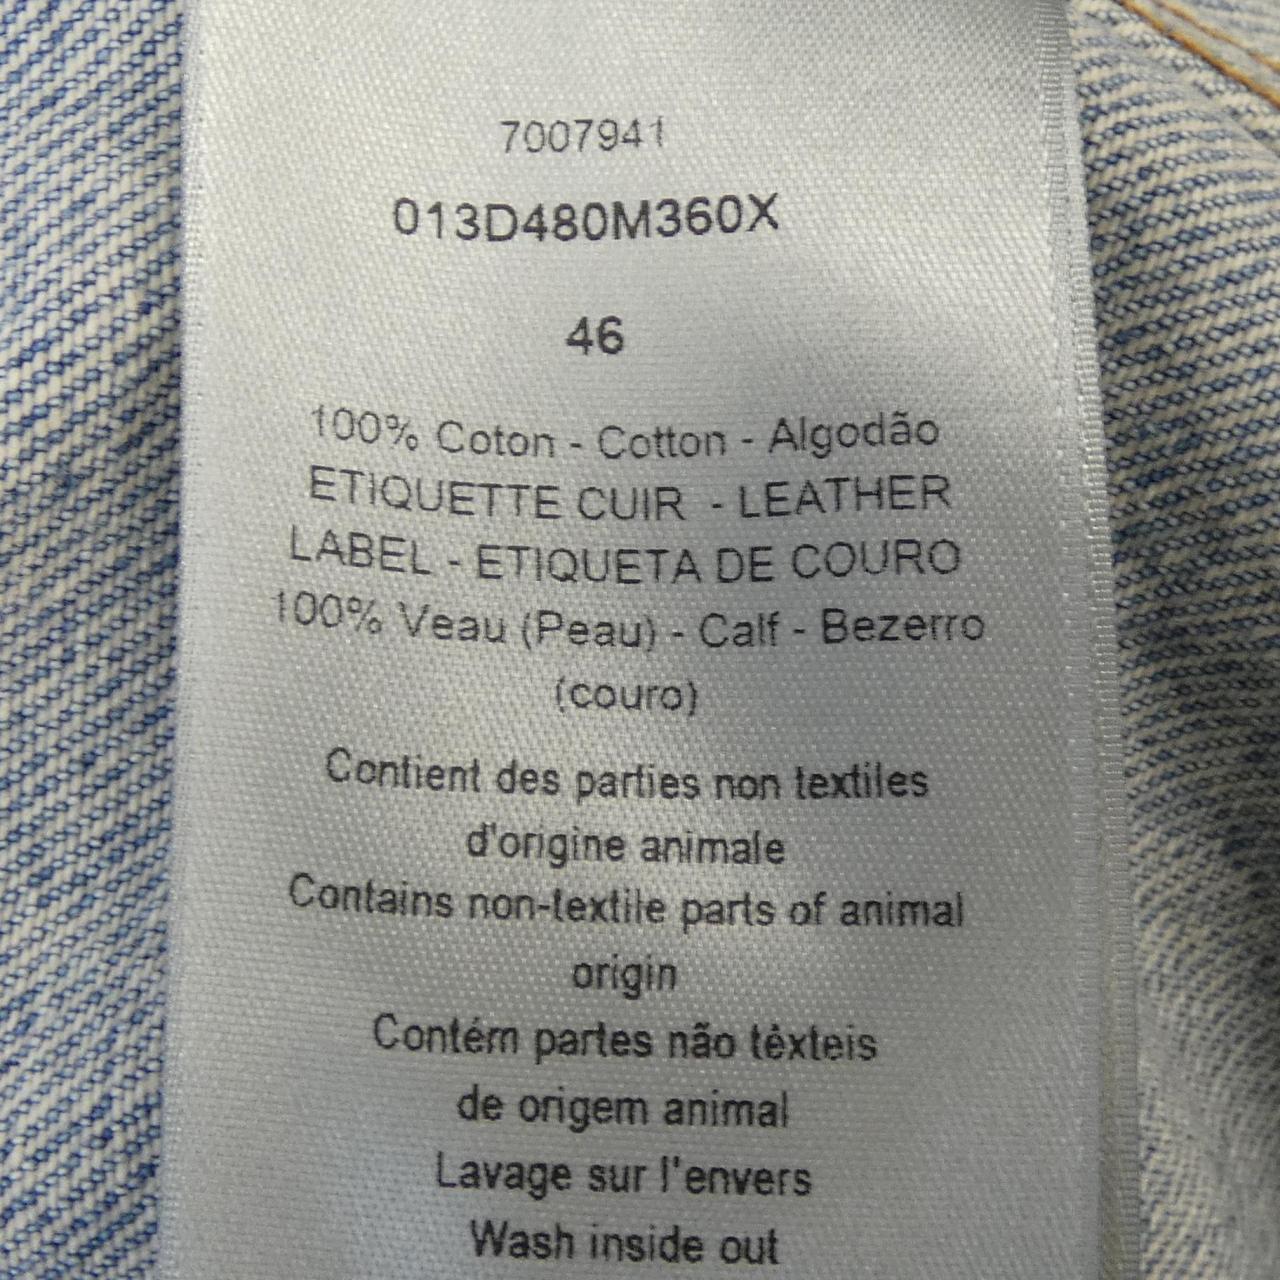 7007941
013D480M360X
46
100% Coton - Cotton - Algodão
ETIQUETTE CUIR - LEATHER
LABEL - ETIQUETA DE COURO
100% Veau (Peau) - Calf - Bezerro
(couro)
Contient des parties non textiles
d'origine animale
Contains non-textile parts of animal
origin
Contém partes não têxteis
de origem animal
Lavage sur l'envers
Wash inside out